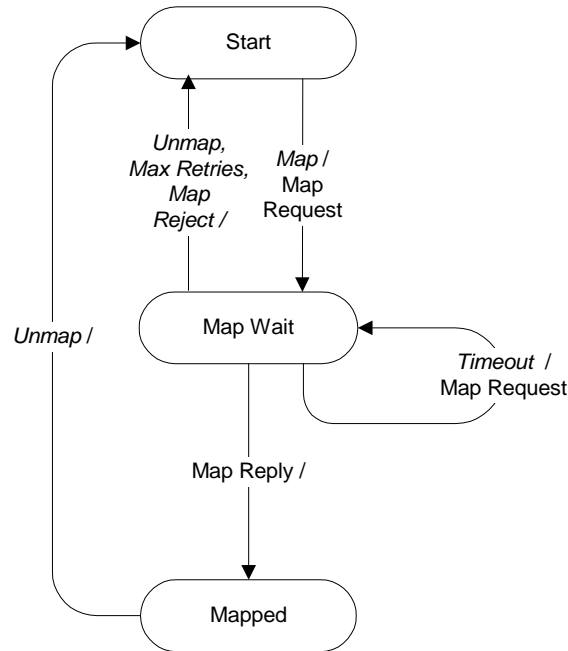 Start
Unmap,
Max Retries,
Map
Reject /
Map /
Map
Request
Map Wait
Unmap /
Timeout /
Map Request
Map Reply /
Mapped